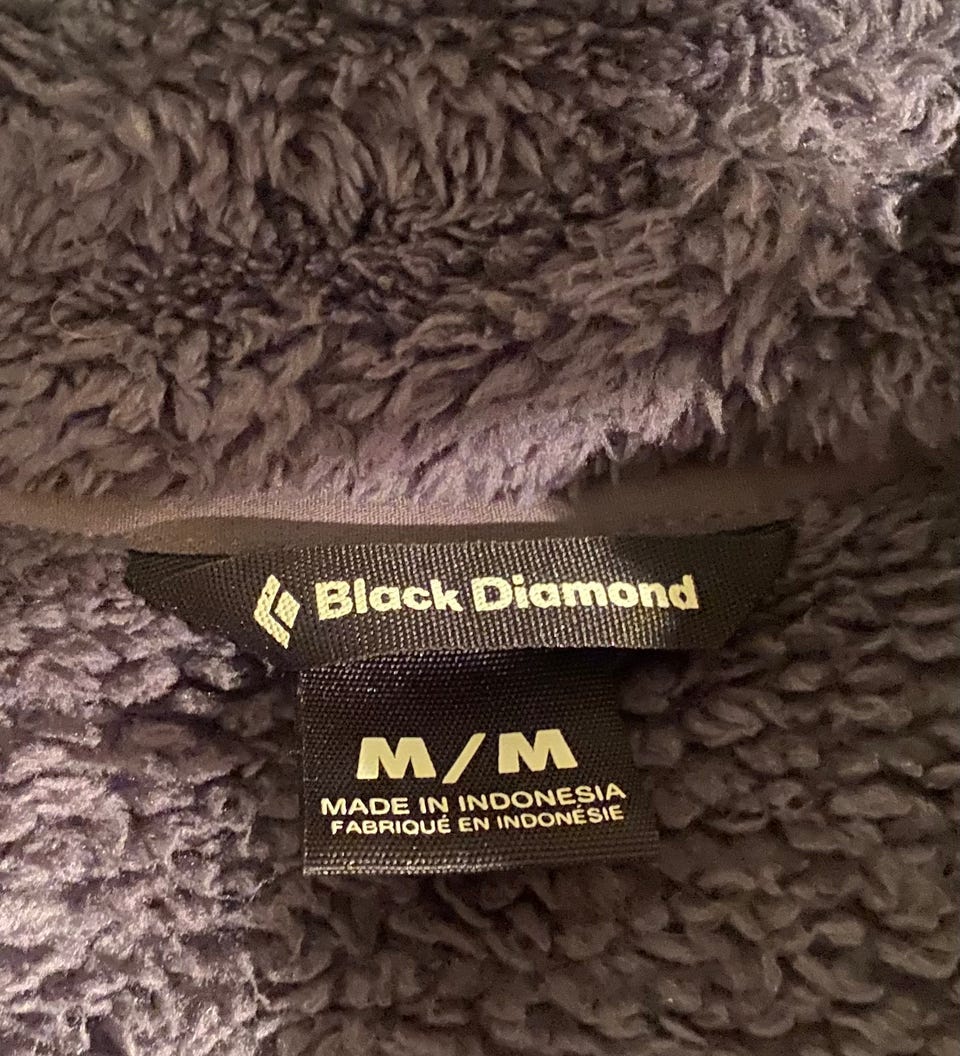 Black Diamond
M/M
MADE IN INDONESIA
FABRIQUÉ EN INDONÉSIE